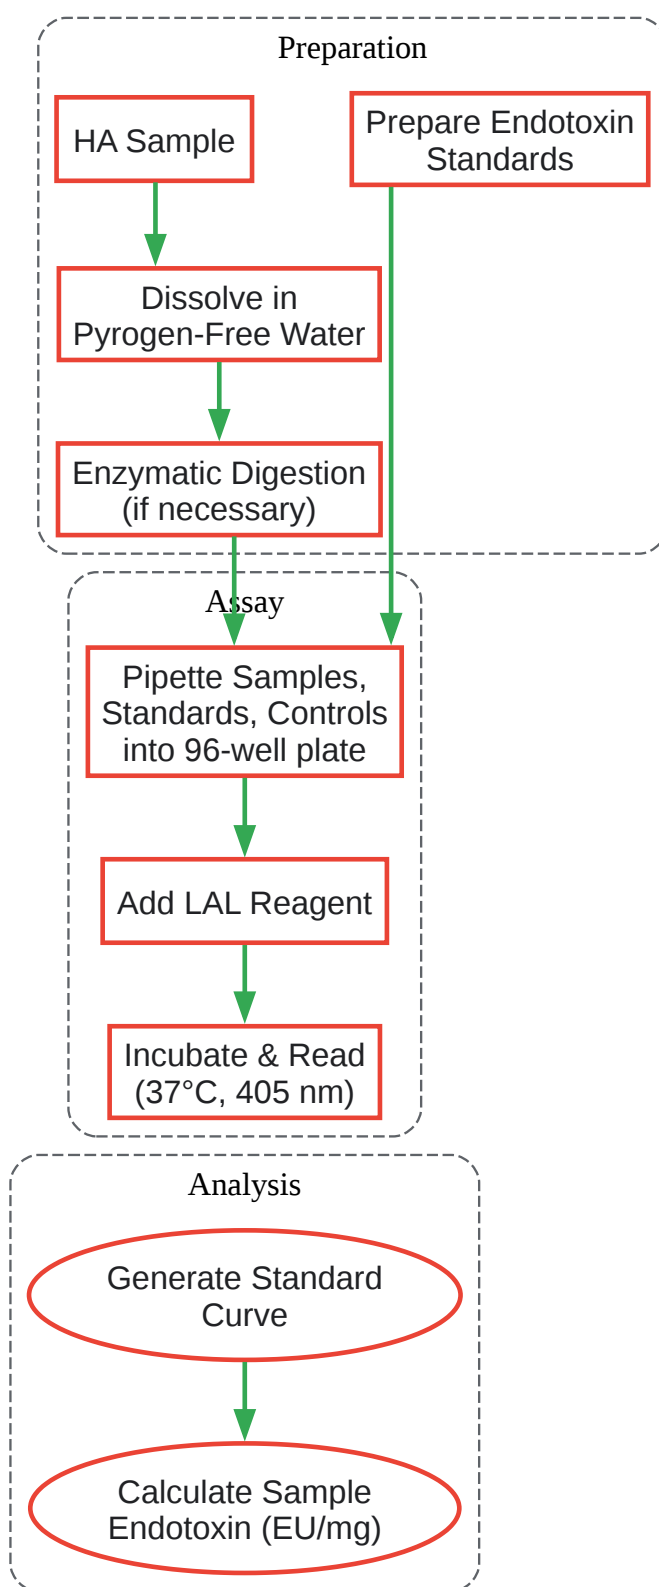 Preparation
HA Sample
Prepare Endotoxin
Standards
Dissolve in
Pyrogen-Free Water
Enzymatic Digestion
(if necessary)
Assay
Pipette Samples,
Standards, Controls
into 96-well plate
Add LAL Reagent
Incubate & Read
(37°C, 405 nm)
Analysis
Generate Standard
Curve
Calculate Sample
Endotoxin (EU/mg)